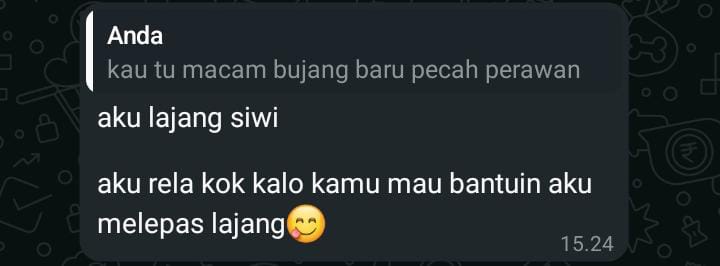 Anda
kau tu macam bujang baru pecah perawan
aku lajang siwi
aku rela kok kalo kamu mau bantuin aku
melepas lajang😋
15.24